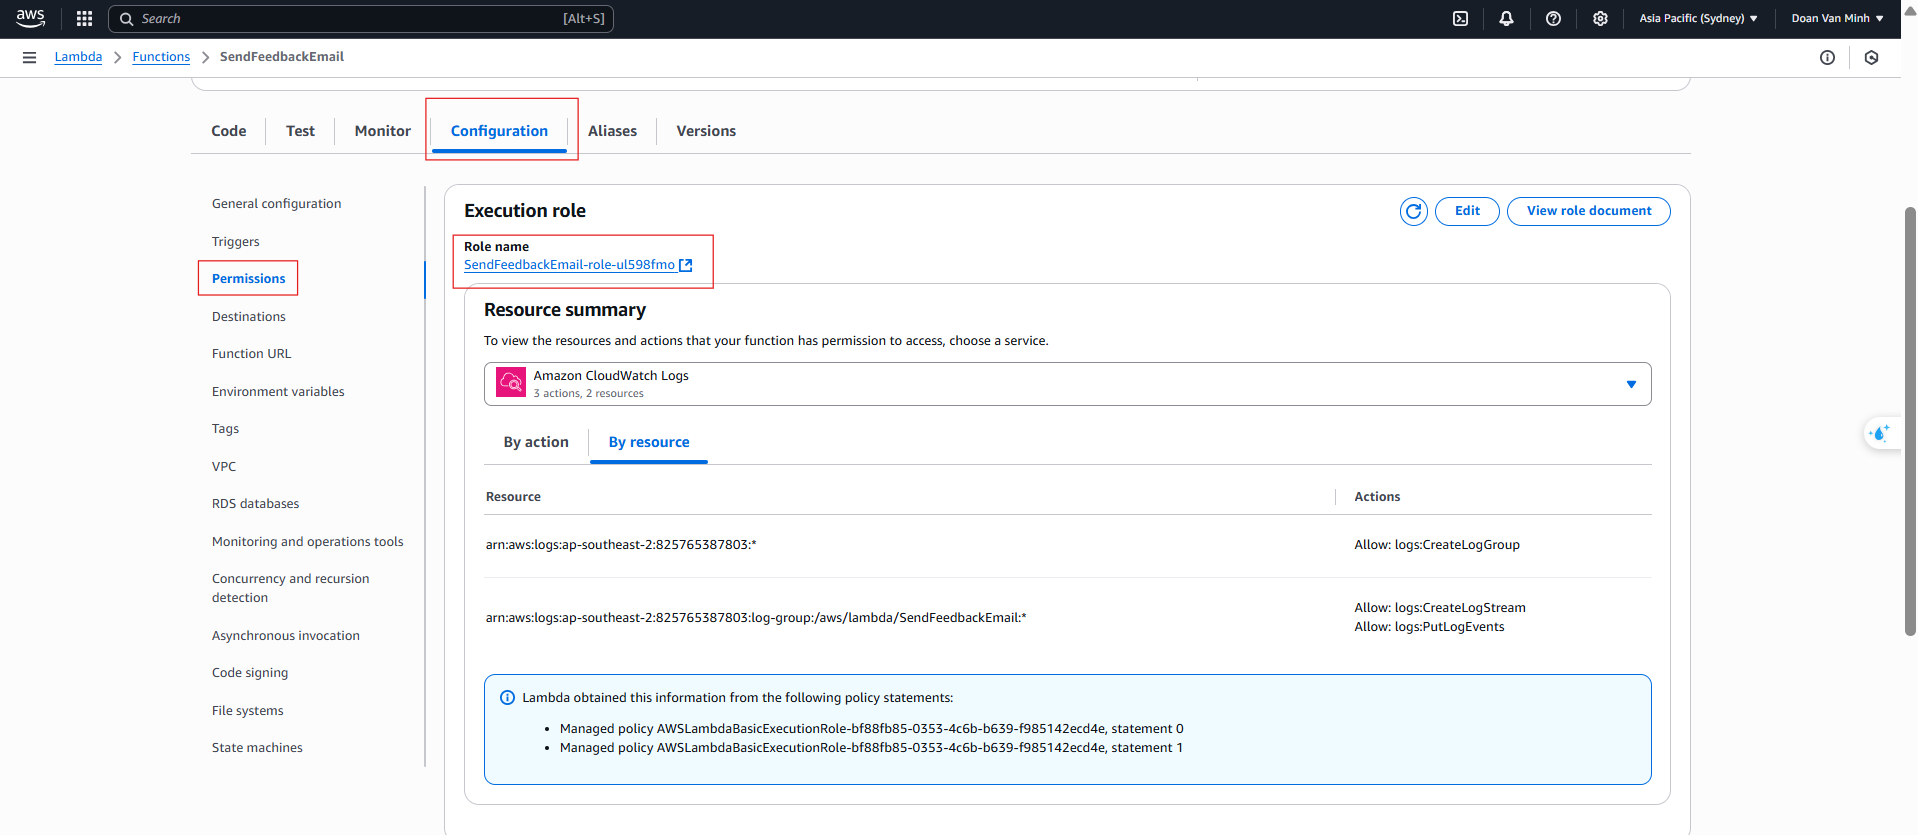 aws
Search
[Alt+S]
Asia Pacific (Sydney)
Doan Van Minh
Lambda
Functions
SendFeedbackEmail
Code
Test
Monitor
Configuration
Aliases
Versions
General configuration
Triggers
Permissions
Destinations
Function URL
Environment variables
Tags
VPC
RDS databases
Monitoring and operations tools
Concurrency and recursion
detection
Asynchronous invocation
Code signing
File systems
State machines
Execution role
Edit
View role document
Role name
SendFeedbackEmail-role-ul598fmo
Resource summary
To view the resources and actions that your function has permission to access, choose a service.
Amazon CloudWatch Logs
3 actions, 2 resources
By action
By resource
Resource
Actions
arn:aws:logs:ap-southeast-2:825765387803:*
Allow: logs:CreateLogGroup
arn:aws:logs:ap-southeast-2:825765387803:log-group:/aws/lambda/SendFeedbackEmail:*
Allow: logs:CreateLogStream
Allow: logs:PutLogEvents
Lambda obtained this information from the following policy statements:
• Managed policy AWSLambdaBasicExecutionRole-bf88fb85-0353-4c6b-b639-f985142ecd4e, statement 0
• Managed policy AWSLambdaBasicExecutionRole-bf88fb85-0353-4c6b-b639-f985142ecd4e, statement 1